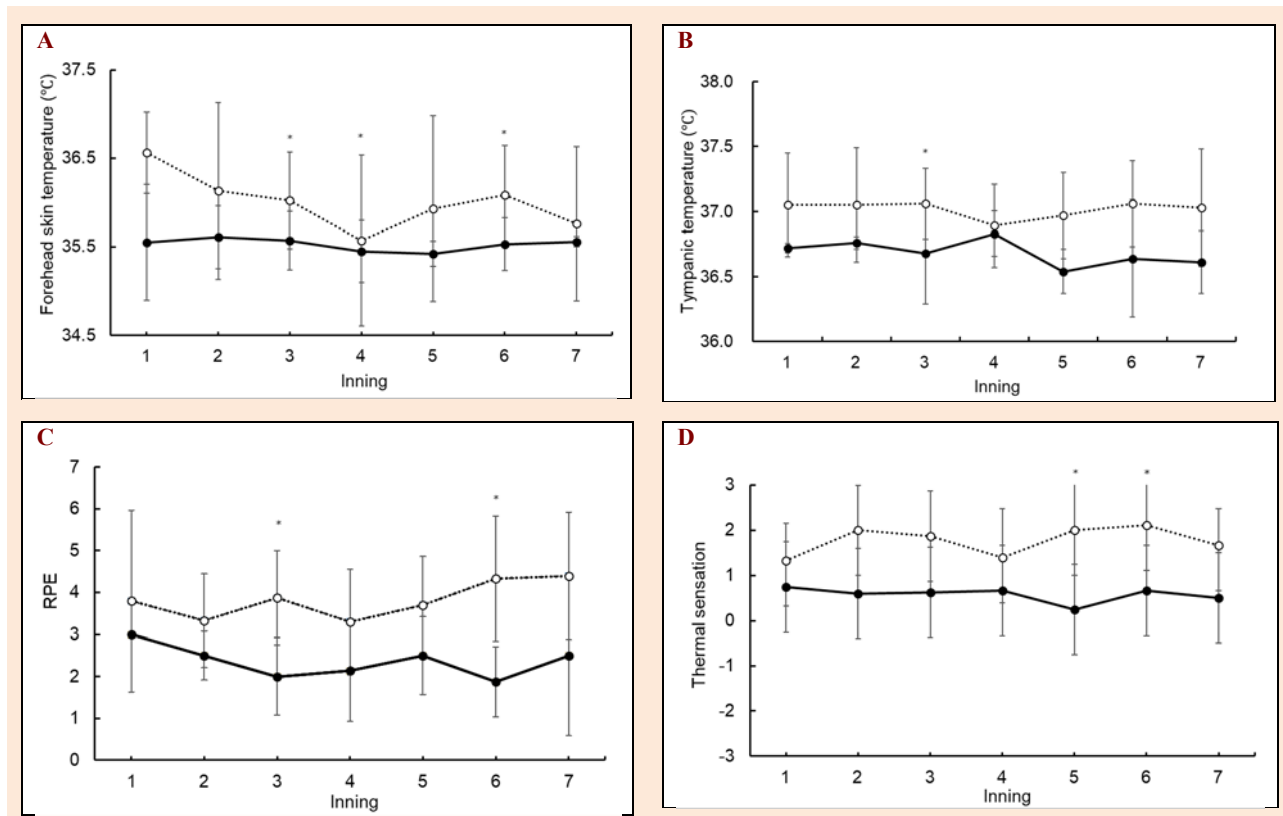 A
Forehead skin temperature (℃)
37.5
36.5
35.5
34.5
*
*
*
1 2 3 4 5 6 7
Inning
B
Tympanic temperature (℃)
38.0
37.5
37.0
36.5
36.0
*
1 2 3 4 5 6 7
Inning
C
RPE
7
6
5
4
3
2
1
0
*
*
1 2 3 4 5 6 7
Inning
D
Thermal sensation
3
2
1
0
-1
-2
-3
*
*
1 2 3 4 5 6 7
Inning